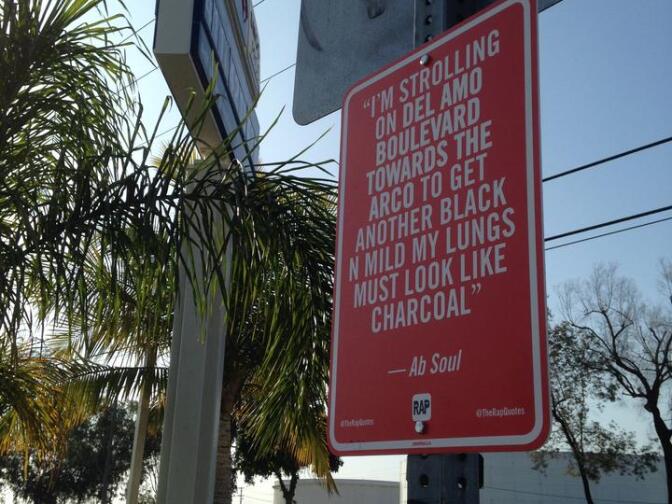 "I'M STROLLING
ON DEL AMO
BOULEVARD
TOWARDS THE
ARCO TO GET
ANOTHER BLACK
N MILD MY LUNGS
MUST LOOK LIKE
CHARCOAL"
— Ab Soul
RAP
@TheRapQuotes
@TheRapQuotes